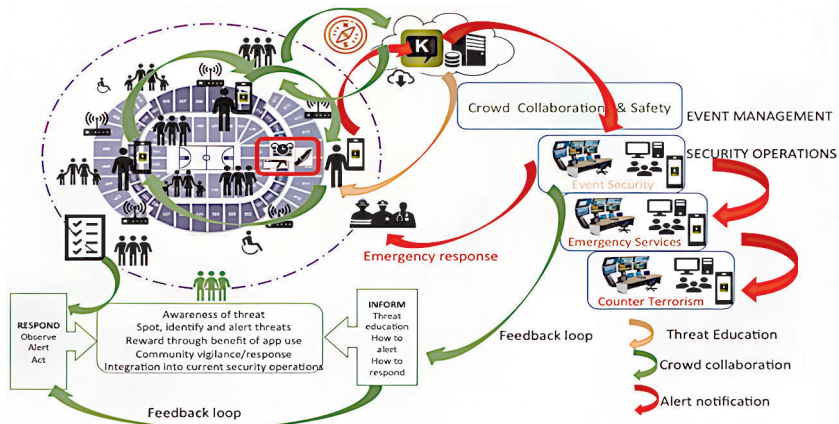 N
S
K
Crowd Collaboration & Safety
EVENT MANAGEMENT
SECURITY OPERATIONS
Event Security
Emergency Services
Counter Terrorism
Emergency response
RESPOND
Observe
Alert
Act
Awareness of threat
Spot, identify and alert threats
Reward through benefit of app use
Community vigilance/response
Integration into current security operations
INFORM
Threat
education
How to
alert
How to
respond
Feedback loop
Feedback loop
Threat Education
Crowd collaboration
Alert notification